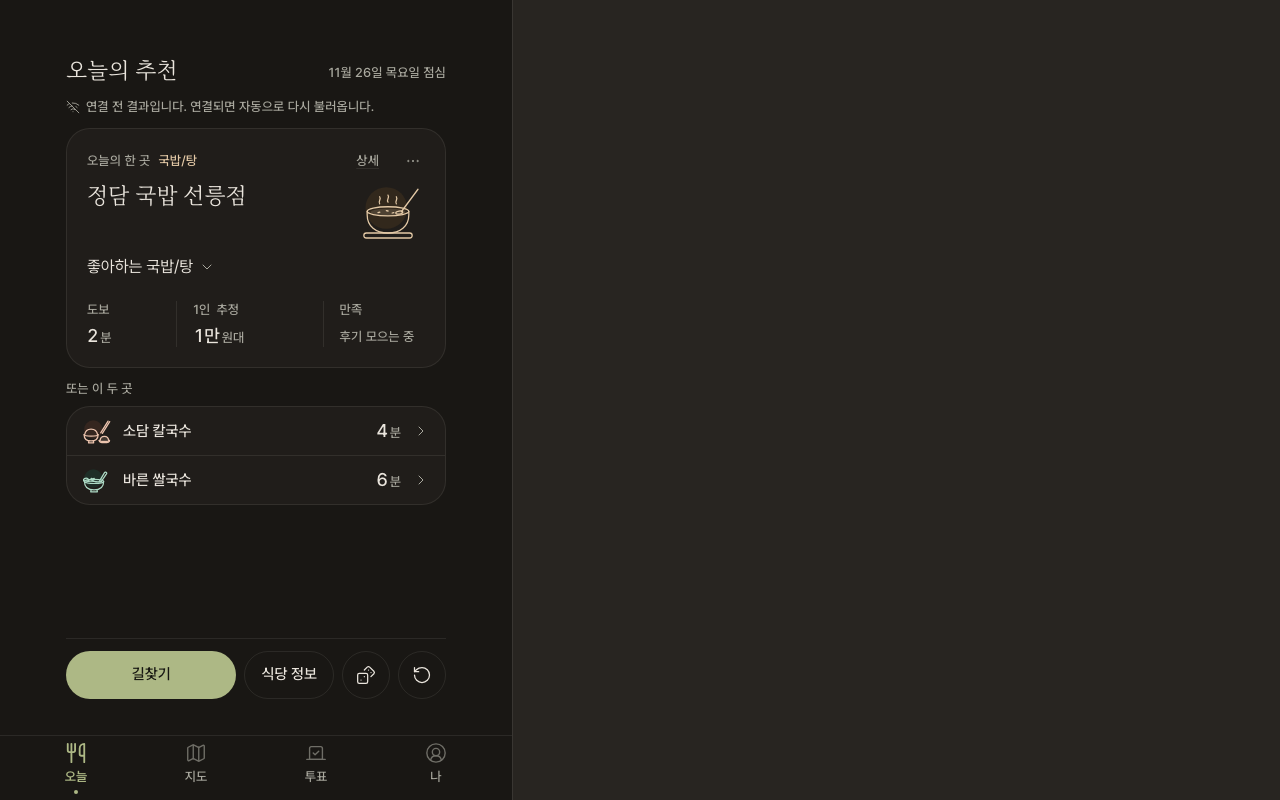 오늘의 추천
11월 26일 목요일 점심
연결 전 결과입니다. 연결되면 자동으로 다시 불러옵니다.
오늘의 한 곳 국밥/탕
상세 ···
정담 국밥 선릉점
좋아하는 국밥/탕
도보 1인 추정 만족
2분 1만원대 후기 모으는 중
또는 이 두 곳
소담 칼국수 4분
바른 쌀국수 6분
길찾기 식당 정보
오늘 지도 투표 나